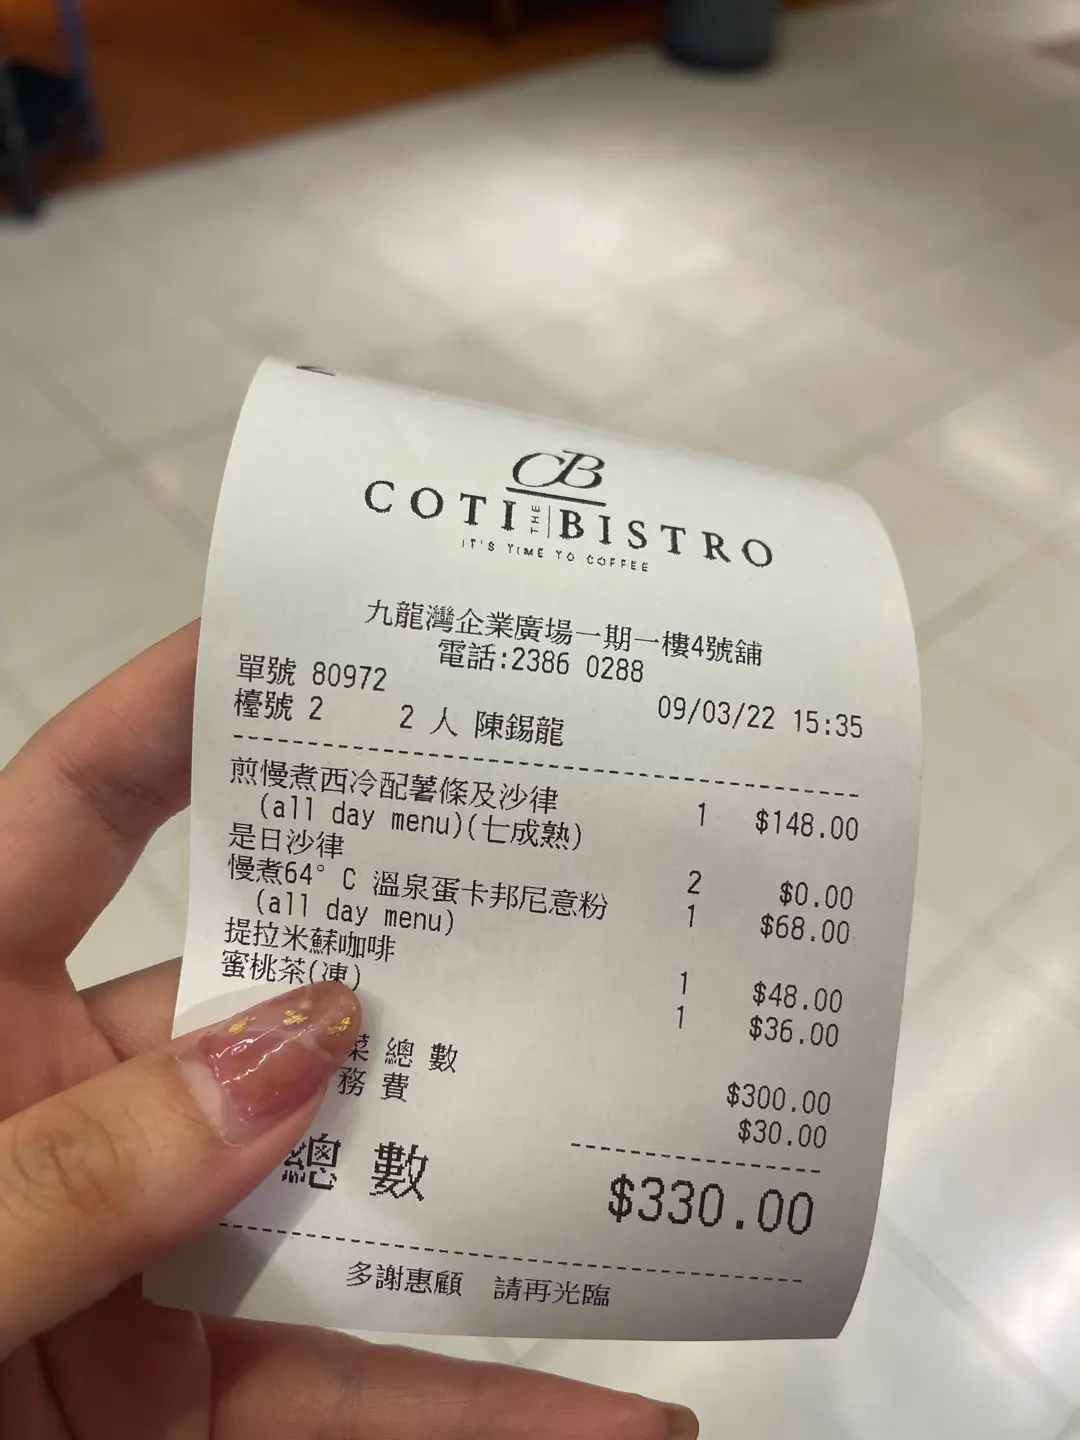 CB
COTI THE BISTRO
IT'S TIME TO COFFEE
九龍灣企業廣場一期一樓4號舖
電話:2386 0288
單號 80972 09/03/22 15:35
檯號 2 2 人 陳錫龍
煎慢煮西冷配薯條及沙律 1 $148.00
(all day menu)(七成熟)
是日沙律 2 $0.00
慢煮64°C 溫泉蛋卡邦尼意粉 1 $68.00
(all day menu)
提拉米蘇咖啡 1 $48.00
蜜桃茶(凍) 1 $36.00
菜 總 數 $300.00
務 費 $30.00
總 數 $330.00
多謝惠顧 請再光臨